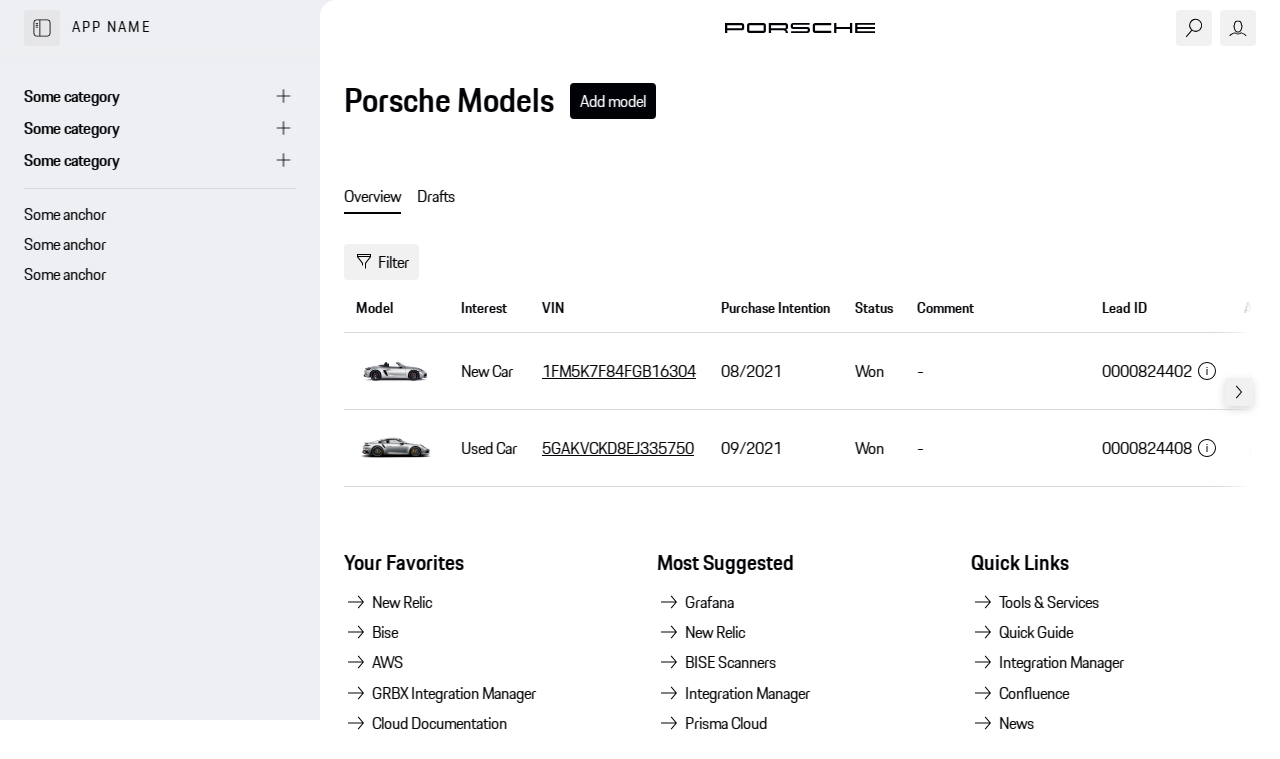 APP NAME
PORSCHE
Some category
Some category
Some category
Some anchor
Some anchor
Some anchor
Porsche Models
Add model
Overview Drafts
Filter
Model Interest VIN Purchase Intention Status Comment Lead ID
New Car 1FM5K7F84FGB16304 08/2021 Won - 0000824402
Used Car 5GAKVCKD8EJ335750 09/2021 Won - 0000824408
Your Favorites
New Relic
Bise
AWS
GRBX Integration Manager
Cloud Documentation
Most Suggested
Grafana
New Relic
BISE Scanners
Integration Manager
Prisma Cloud
Quick Links
Tools & Services
Quick Guide
Integration Manager
Confluence
News